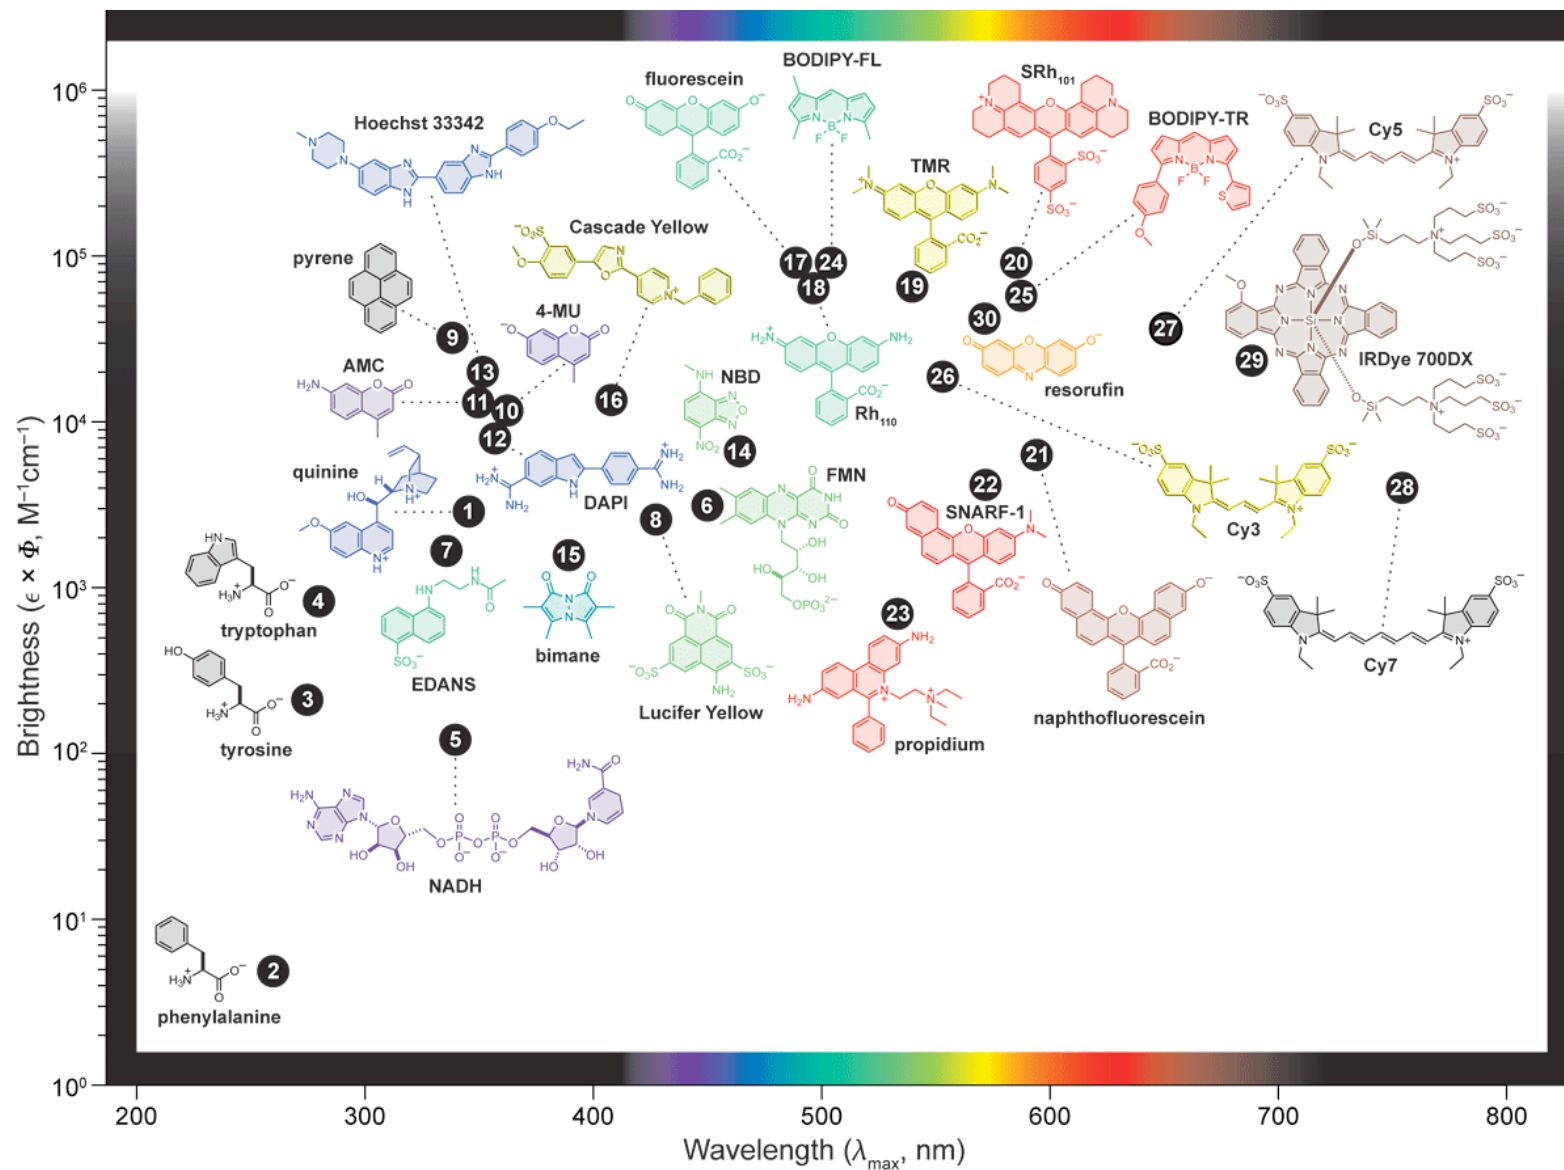 BODIPY-FL
fluorescein
SRh101
Hoechst 33342
BODIPY-TR
Cy5
TMR
Cascade Yellow
pyrene
4-MU
AMC
NBD
Rh110
resorufin
IRDye 700DX
quinine
DAPI
FMN
SNARF-1
Cy3
tryptophan
EDANS
bimane
Lucifer Yellow
tyrosine
propidium
naphthofluorescein
Cy7
NADH
phenylalanine
1
2
3
4
5
6
7
8
9
10
11
12
13
14
15
16
17
18
19
20
21
22
23
24
25
26
27
28
29
30
Brightness (ϵ × Φ, M⁻¹cm⁻¹)
10⁶
10⁵
10⁴
10³
10²
10¹
10⁰
200 300 400 500 600 700 800
Wavelength (λmax, nm)